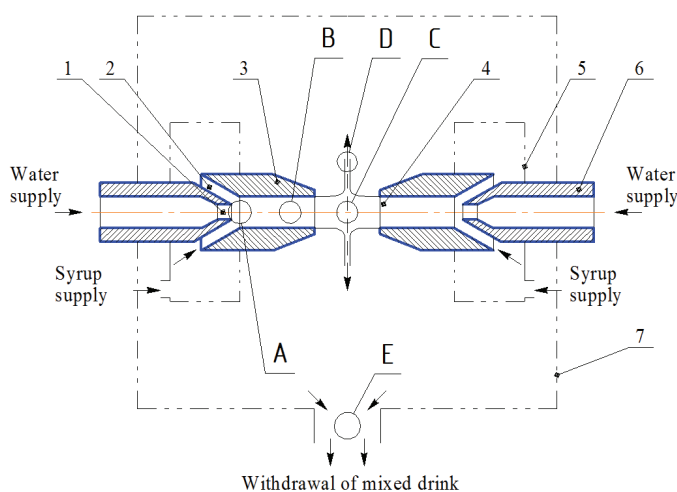 B D C
1 2 3 4 5 6
Water
supply
Water
supply
Syrup
supply
Syrup
supply
A
E
7
Withdrawal of mixed drink